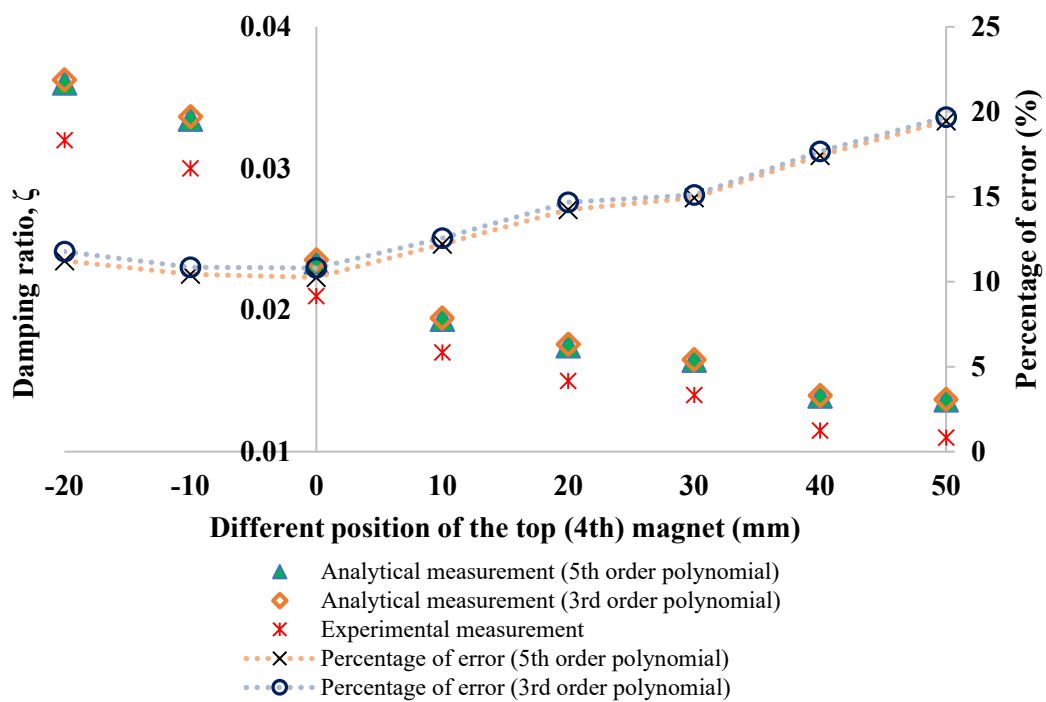 0.04
0.03
0.02
0.01
Damping ratio, ζ
25
20
15
10
5
0
Percentage of error (%)
-20 -10 0 10 20 30 40 50
Different position of the top (4th) magnet (mm)
Analytical measurement (5th order polynomial)
Analytical measurement (3rd order polynomial)
Experimental measurement
Percentage of error (5th order polynomial)
Percentage of error (3rd order polynomial)